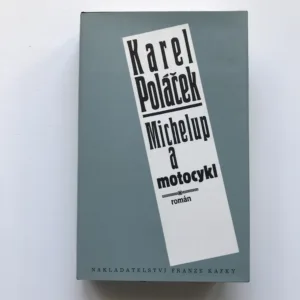 Karel
Poláček
Michelup
a
motocykl
román
NAKLADATELSTVÍ FRANZE KAFKY